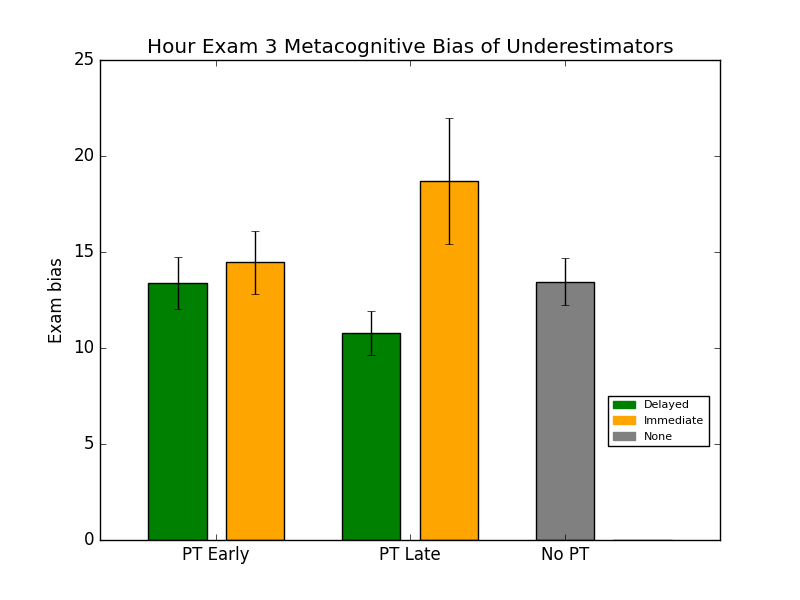 Hour Exam 3 Metacognitive Bias of Underestimators
25
20
15
10
5
0
Exam bias
Delayed
Immediate
None
PT Early
PT Late
No PT